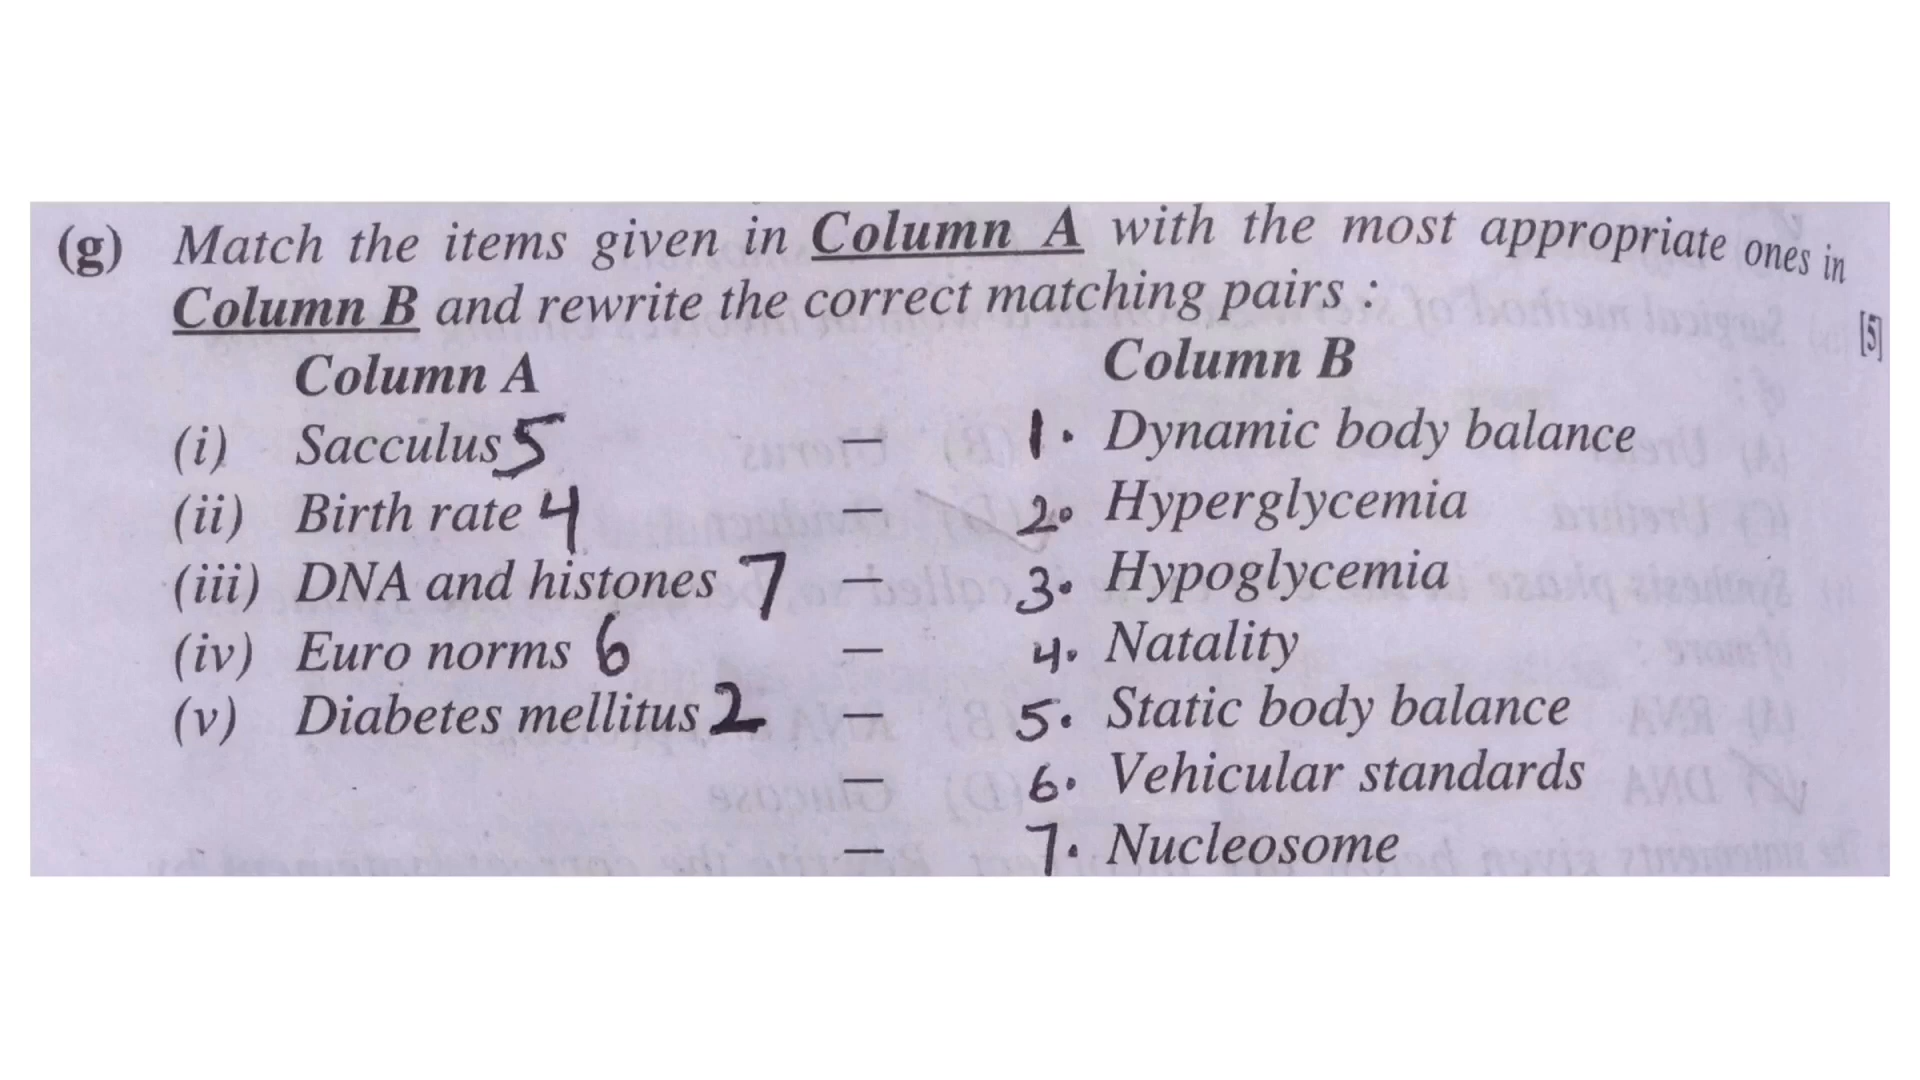 (g) Match the items given in Column A with the most appropriate ones in
Column B and rewrite the correct matching pairs : [5]
Column A Column B
(i) Sacculus 5 – 1. Dynamic body balance
(ii) Birth rate 4 – 2. Hyperglycemia
(iii) DNA and histones 7 – 3. Hypoglycemia
(iv) Euro norms 6 – 4. Natality
(v) Diabetes mellitus 2 – 5. Static body balance
– 6. Vehicular standards
– 7. Nucleosome